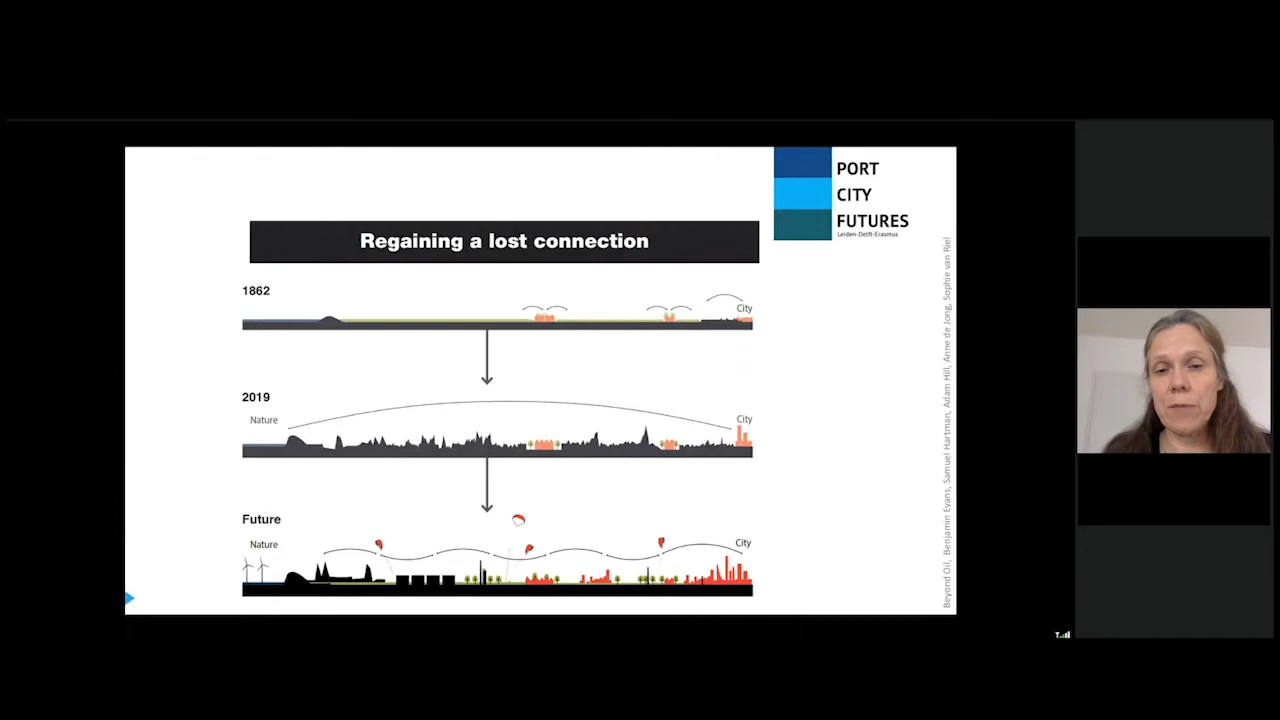 PORT
CITY
FUTURES
Leiden-Delft-Erasmus
Regaining a lost connection
1862
City
2019
Nature
City
Future
Nature
City
Beyond Oil, Benjamin Evans, Samuel Hartman, Adam Hill, Anne de Jong, Sophie van Riel